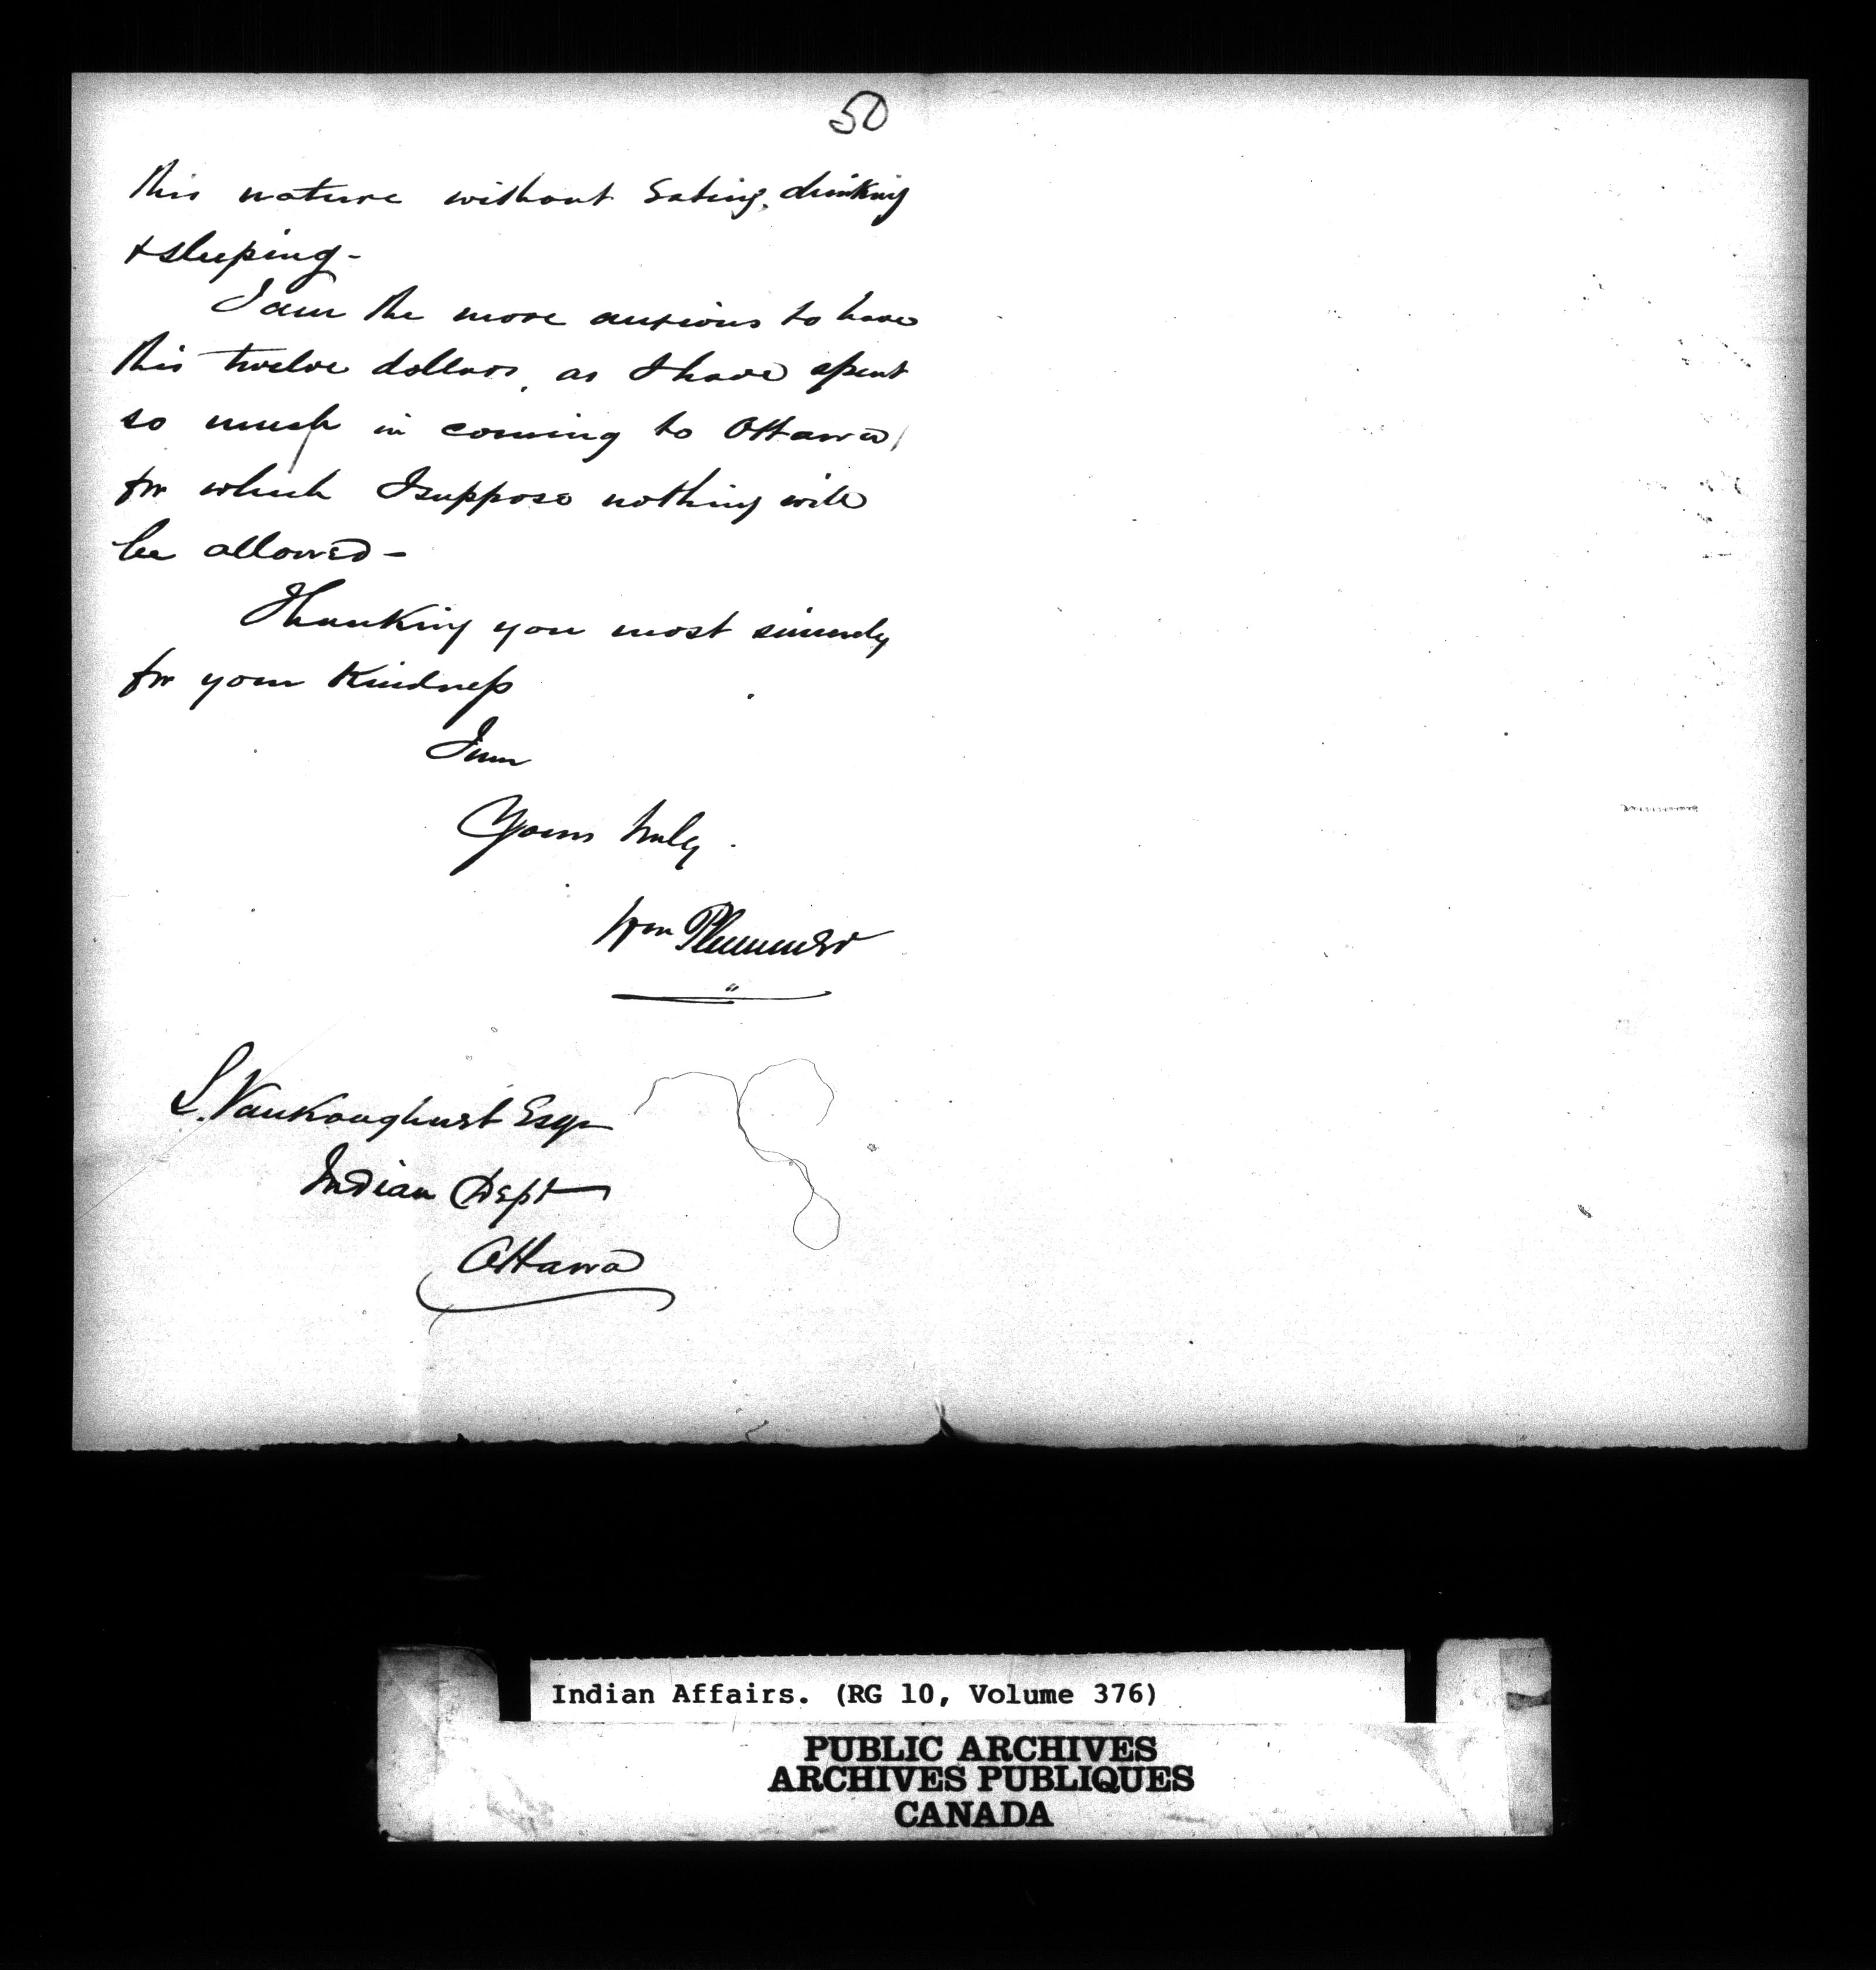 50
this nature without Eating, drinking
& sleeping -
I am the more anxious to have
this twelve dollars, as I have spent
so much in coming to Ottawa,
for which I suppose nothing will
be allowed -
Thanking you most sincerely
for your Kindness
I am
Yours truly.
Wm Plummer
L. VanKoughnet Esqr
Indian Dept
Ottawa
Indian Affairs. (RG 10, Volume 376)
PUBLIC ARCHIVES
ARCHIVES PUBLIQUES
CANADA